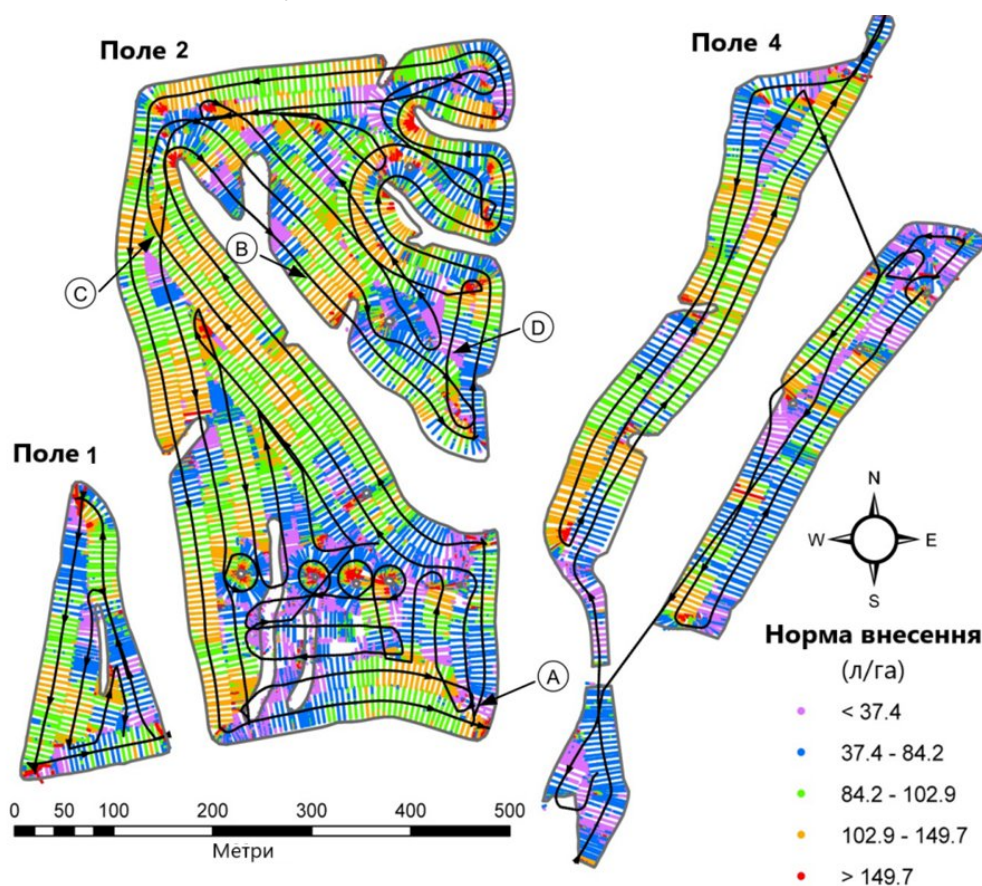 Поле 2
Поле 4
B
C
D
Поле 1
N
W
E
S
A
Норма внесення
(л/га)
< 37.4
37.4 - 84.2
84.2 - 102.9
102.9 - 149.7
> 149.7
0 50 100 200 300 400 500
Метри